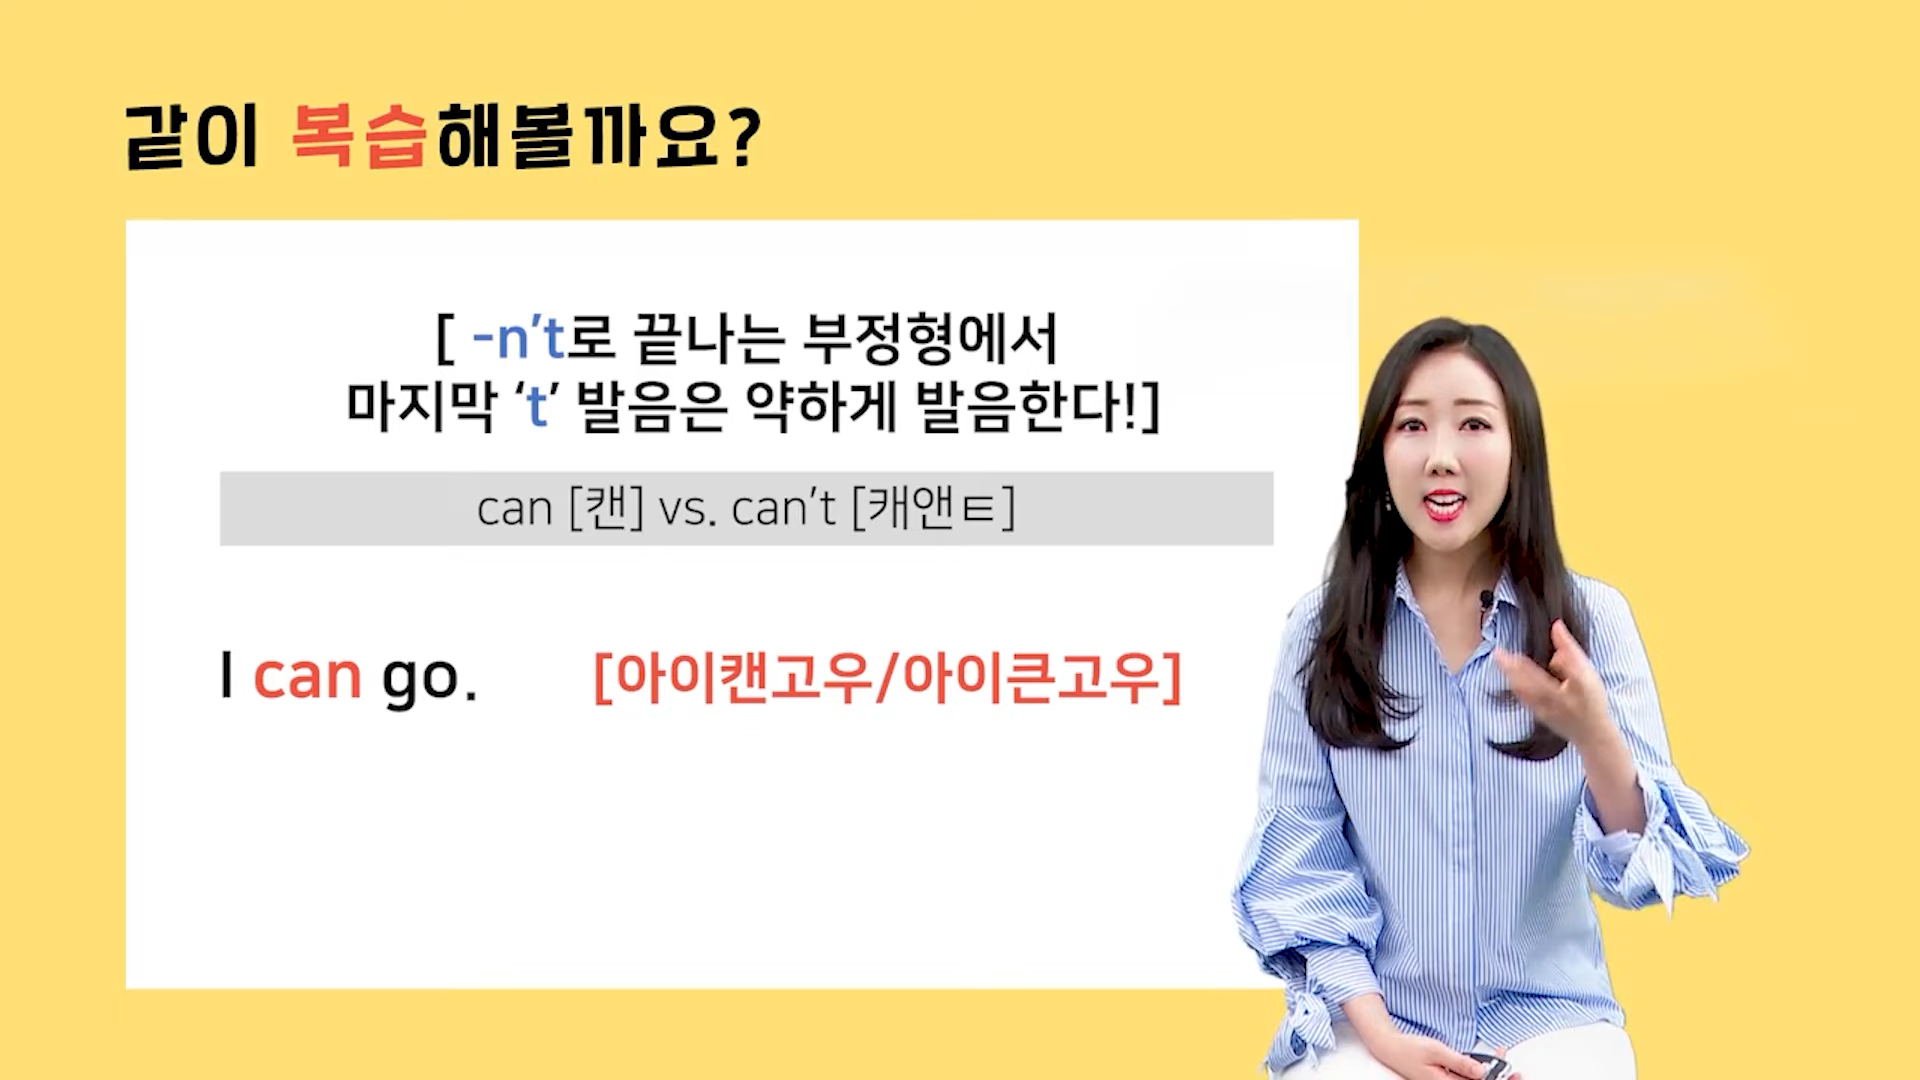 같이 복습해볼까요?
[ -n't로 끝나는 부정형에서
마지막 ‘t’ 발음은 약하게 발음한다!]
can [캔] vs. can't [캐앤ㅌ]
I can go. [아이캔고우/아이큰고우]